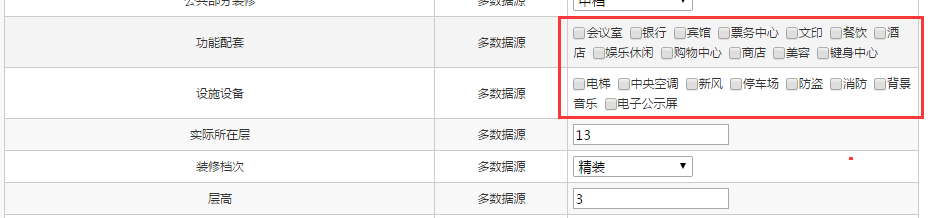 公共部分装修 多数据源 中档
功能配套 多数据源 会议室 银行 宾馆 票务中心 文印 餐饮 酒
店 娱乐休闲 购物中心 商店 美容 键身中心
设施设备 多数据源 电梯 中央空调 新风 停车场 防盗 消防 背景
音乐 电子公示屏
实际所在层 多数据源 13
装修档次 多数据源 精装
层高 多数据源 3